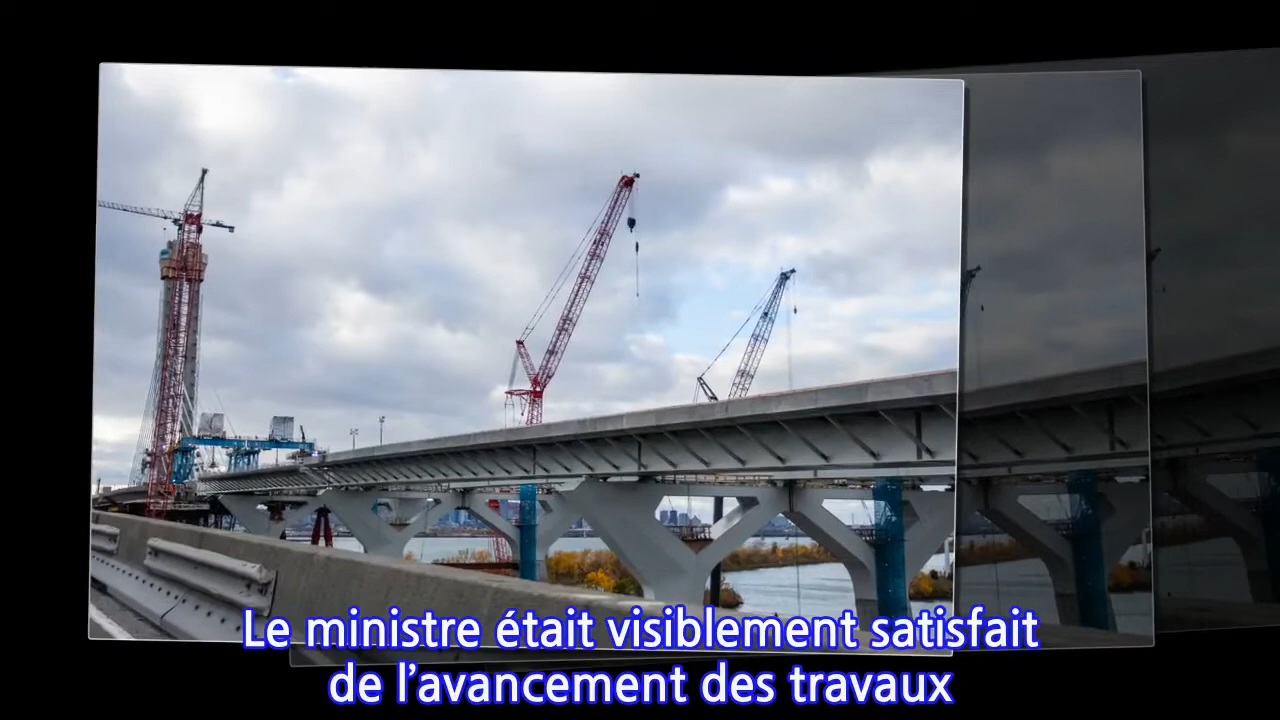 Le ministre était visiblement satisfait
de l’avancement des travaux